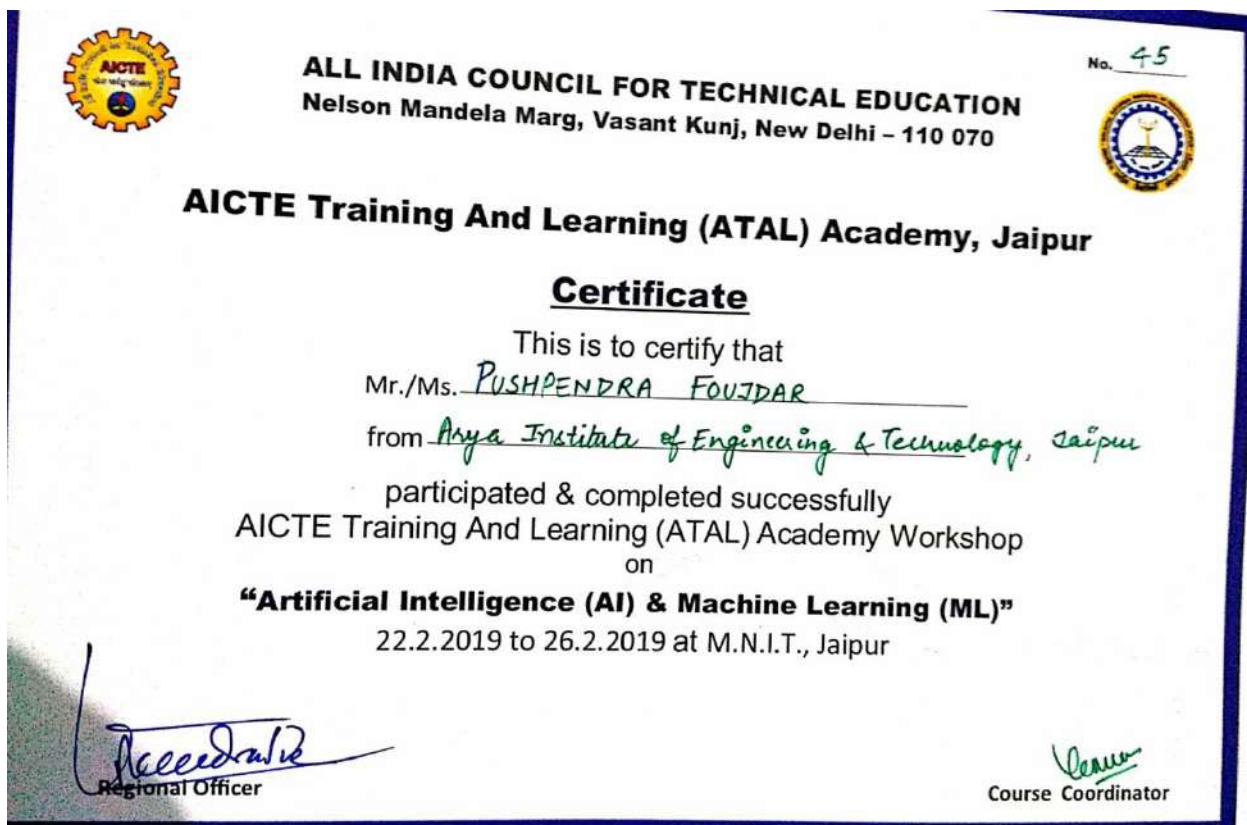 No. 45
AICTE
ALL INDIA COUNCIL FOR TECHNICAL EDUCATION
Nelson Mandela Marg, Vasant Kunj, New Delhi – 110 070
AICTE Training And Learning (ATAL) Academy, Jaipur
Certificate
This is to certify that
Mr./Ms. PUSHPENDRA FOUJDAR
from Arya Institute of Engineering & Technology, Jaipur
participated & completed successfully
AICTE Training And Learning (ATAL) Academy Workshop
on
“Artificial Intelligence (AI) & Machine Learning (ML)”
22.2.2019 to 26.2.2019 at M.N.I.T., Jaipur
Regional Officer
Course Coordinator